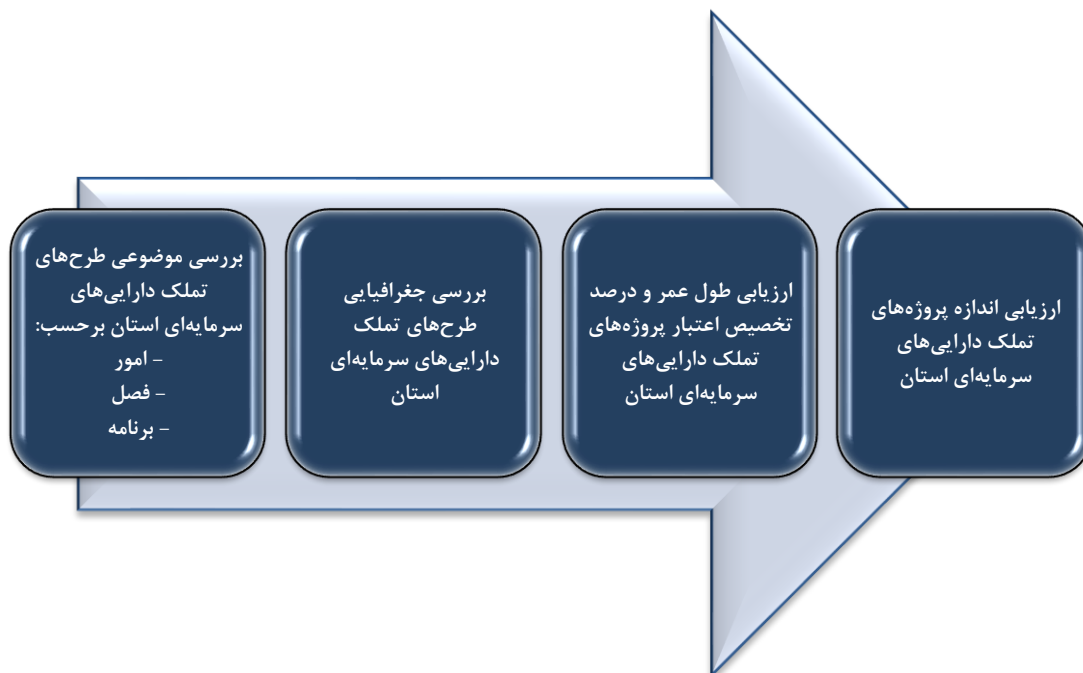 بررسی موضوعی طرح‌های
تملک دارایی‌های
سرمایه‌ای استان برحسب:
- امور
- فصل
- برنامه
بررسی جغرافیایی
طرح‌های تملک
دارایی‌های سرمایه‌ای
استان
ارزیابی طول عمر و درصد
تخصیص اعتبار پروژه‌های
تملک دارایی‌های
سرمایه‌ای استان
ارزیابی اندازه پروژه‌های
تملک دارایی‌های
سرمایه‌ای استان